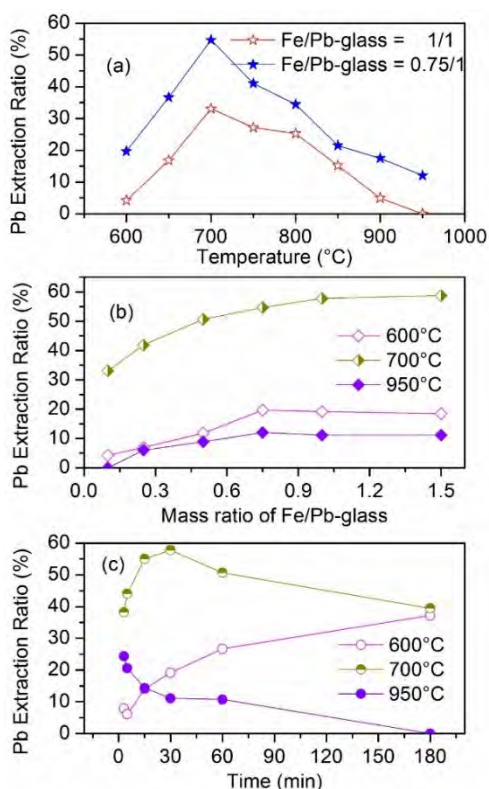 Pb Extraction Ratio (%)
60
50
40
30
20
10
0
(a)
Fe/Pb-glass = 1/1
Fe/Pb-glass = 0.75/1
600 700 800 900 1000
Temperature (°C)
Pb Extraction Ratio (%)
60
50
40
30
20
10
0
(b)
600°C
700°C
950°C
0.0 0.3 0.6 0.9 1.2 1.5
Mass ratio of Fe/Pb-glass
Pb Extraction Ratio (%)
60
50
40
30
20
10
0
(c)
600°C
700°C
950°C
0 30 60 90 120 150 180
Time (min)